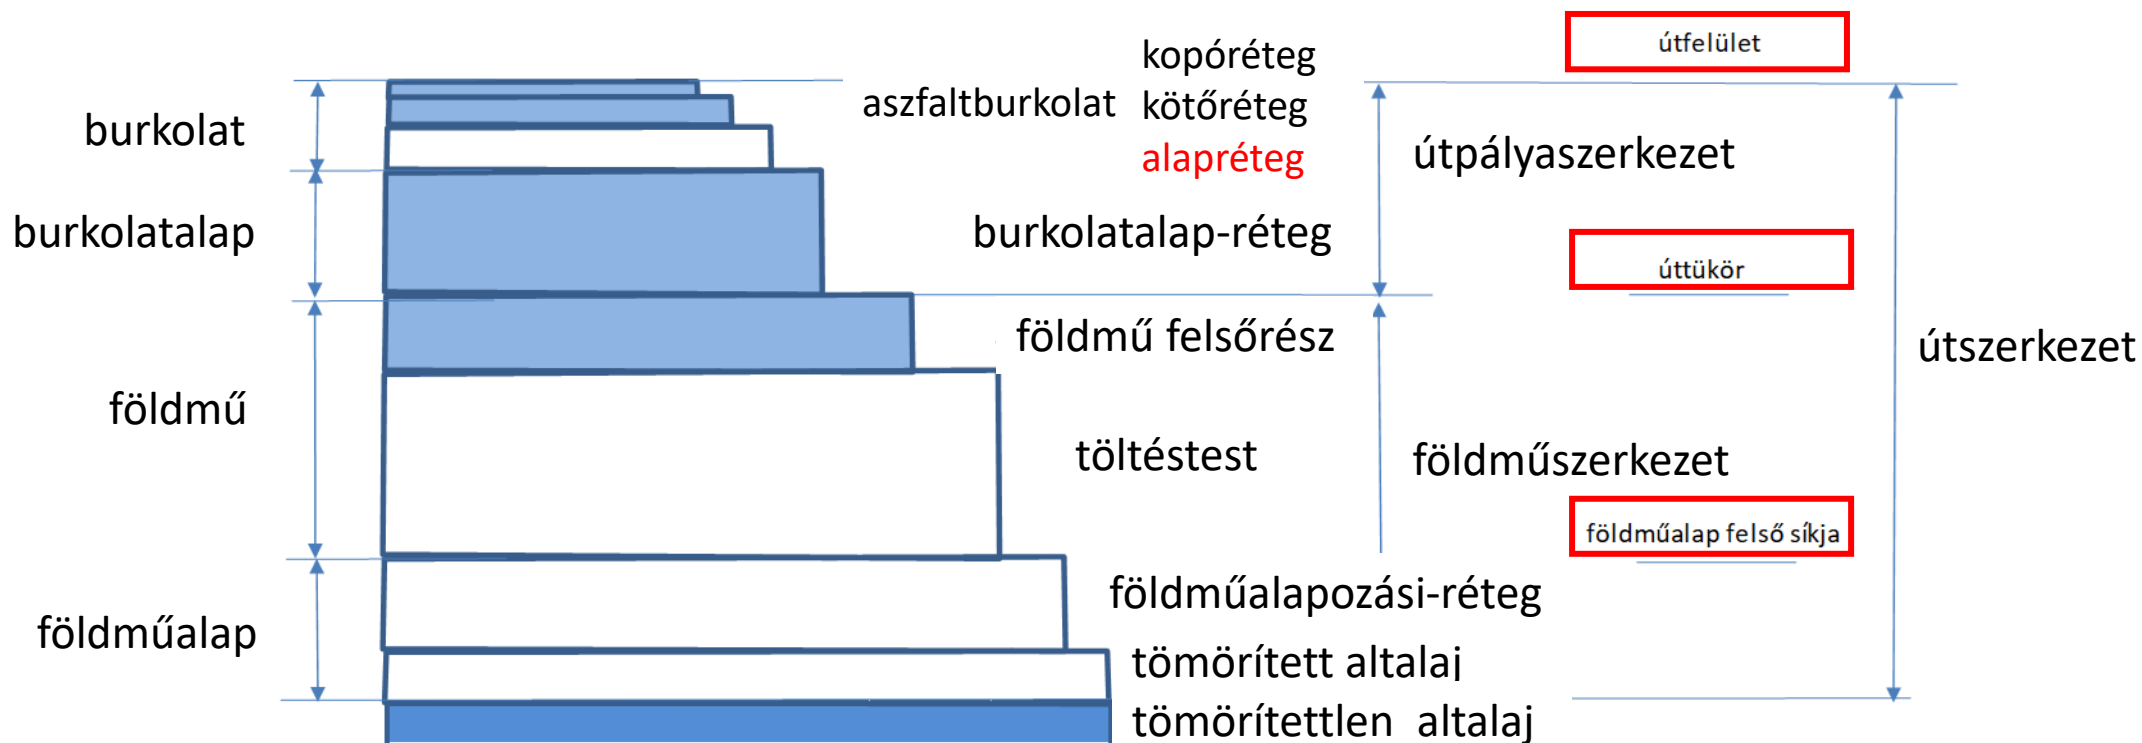 burkolat
burkolatalap
földmű
földműalap
aszfaltburkolat
kopóréteg
kötőréteg
alapréteg
burkolatalap-réteg
földmű felsőrész
töltéstest
földműalapozási-réteg
tömörített altalaj
tömörítettlen altalaj
útpályaszerkezet
földműszerkezet
útfelület
úttükör
földműalap felső síkja
útszerkezet